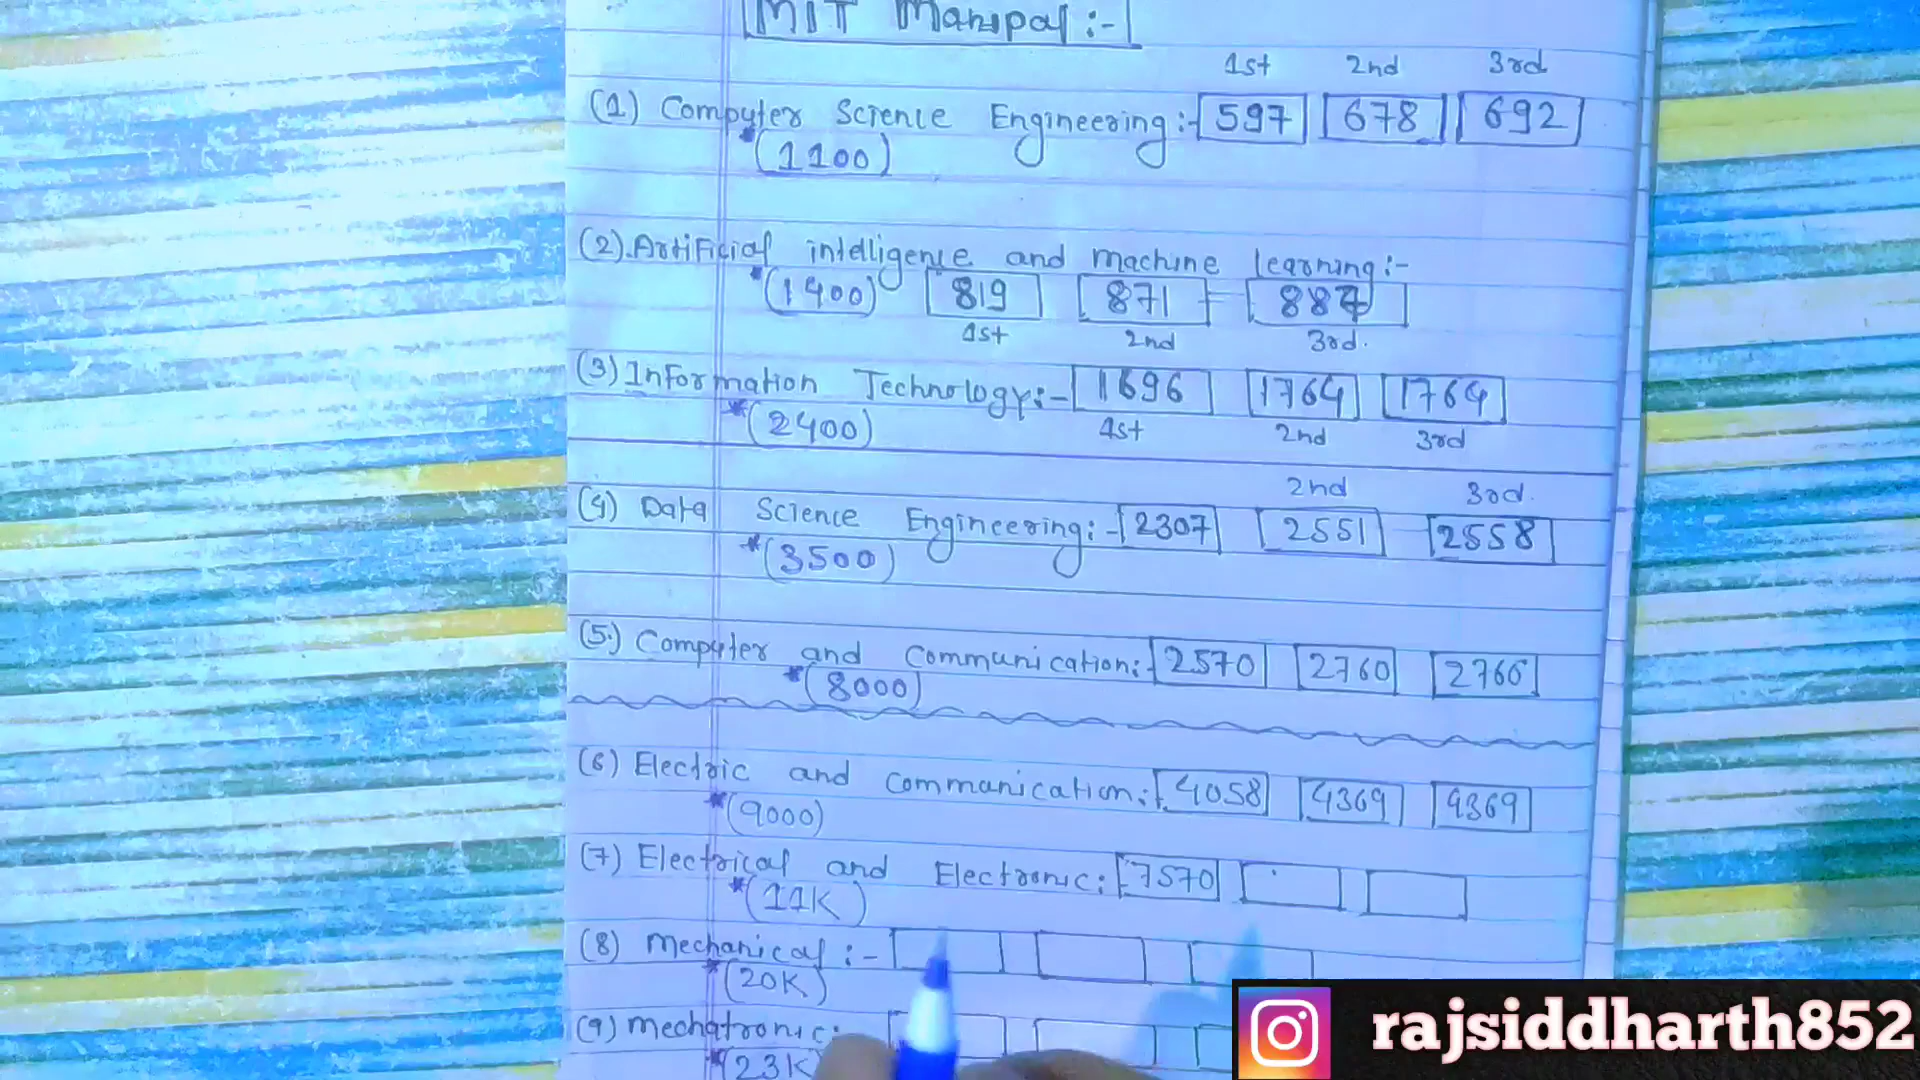 MIT Manipal :-
1st 2nd 3rd
(1) Computer Science Engineering :- 597 678 692
*(1100)
(2). Artificial intelligence and machine learning :-
*(1400) 819 871 887
1st 2nd 3rd.
(3) Information Technology :- 1696 1764 1764
*(2400) 1st 2nd 3rd
2nd 3rd.
(4) Data Science Engineering :- 2307 2551 2558
*(3500)
(5.) Computer and Communication :- 2570 2760 2766
*(8000)
(6) Electric and communication :- 4058 4369 4369
*(9000)
(7) Electrical and Electronic :- 7570
*(11K)
(8) Mechanical :-
*(20K)
(9) Mechatronic :
*(23K
rajsiddharth852